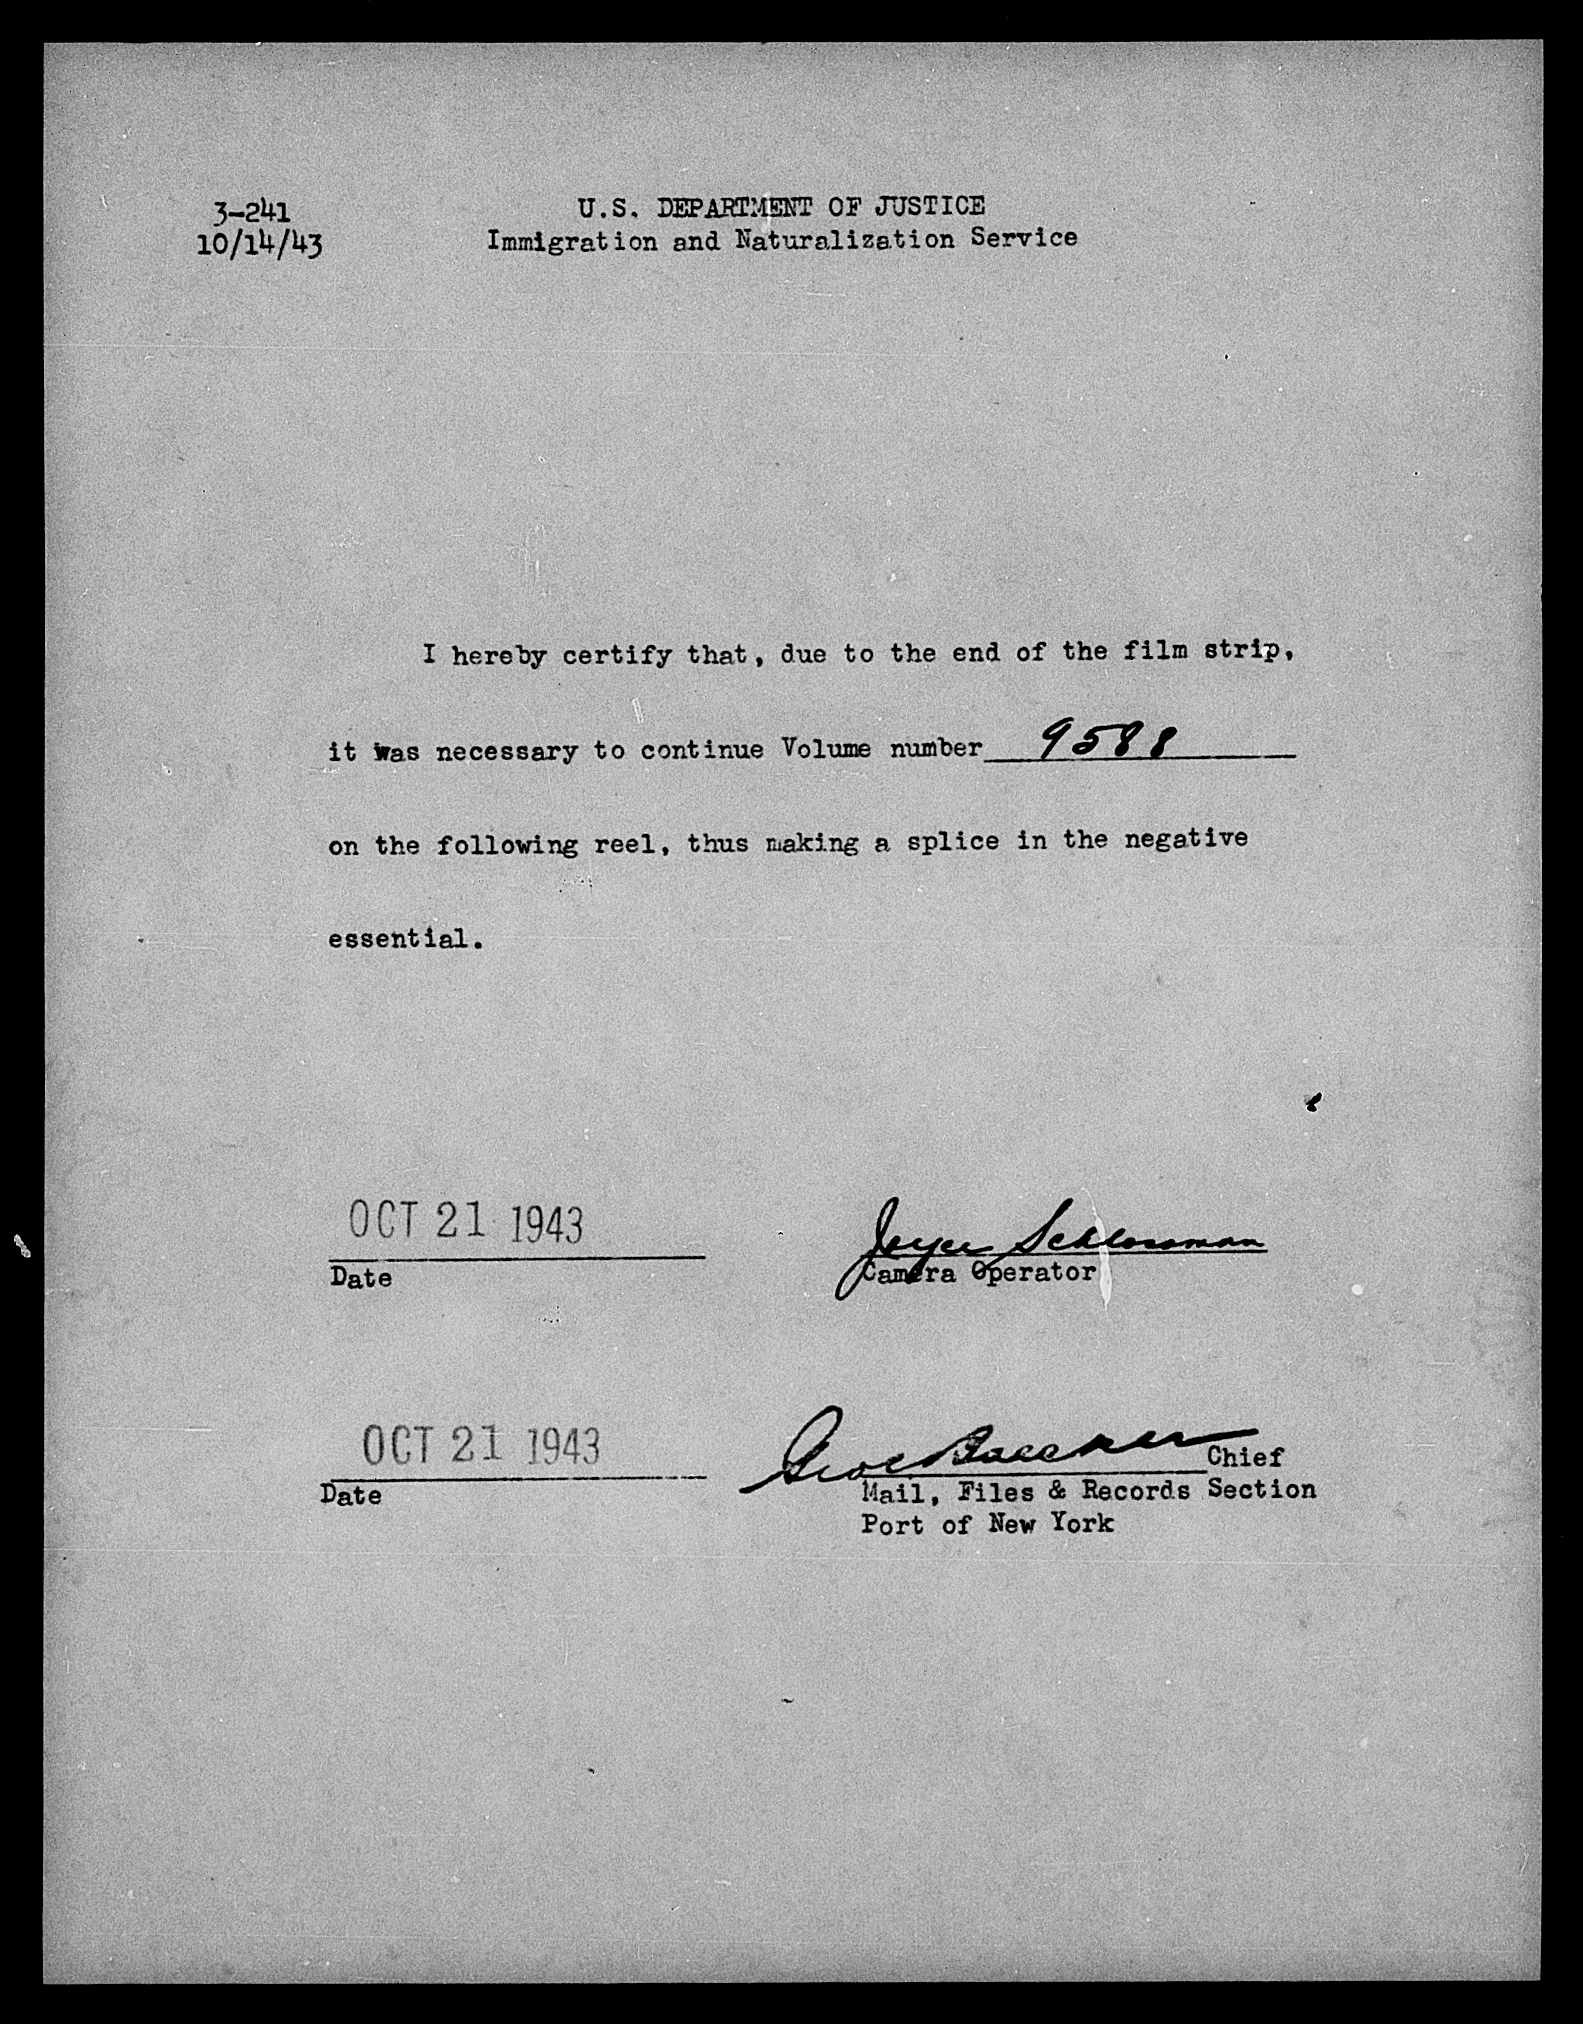 3-241
10/14/43
U.S. DEPARTMENT OF JUSTICE
Immigration and Naturalization Service
I hereby certify that, due to the end of the film strip,
it was necessary to continue Volume number 9588
on the following reel, thus making a splice in the negative
essential.
OCT 21 1943
Joyce Schlossman
Date
Camera Operator
OCT 21 1943
Chief
Date
Mail, Files & Records Section
Port of New York